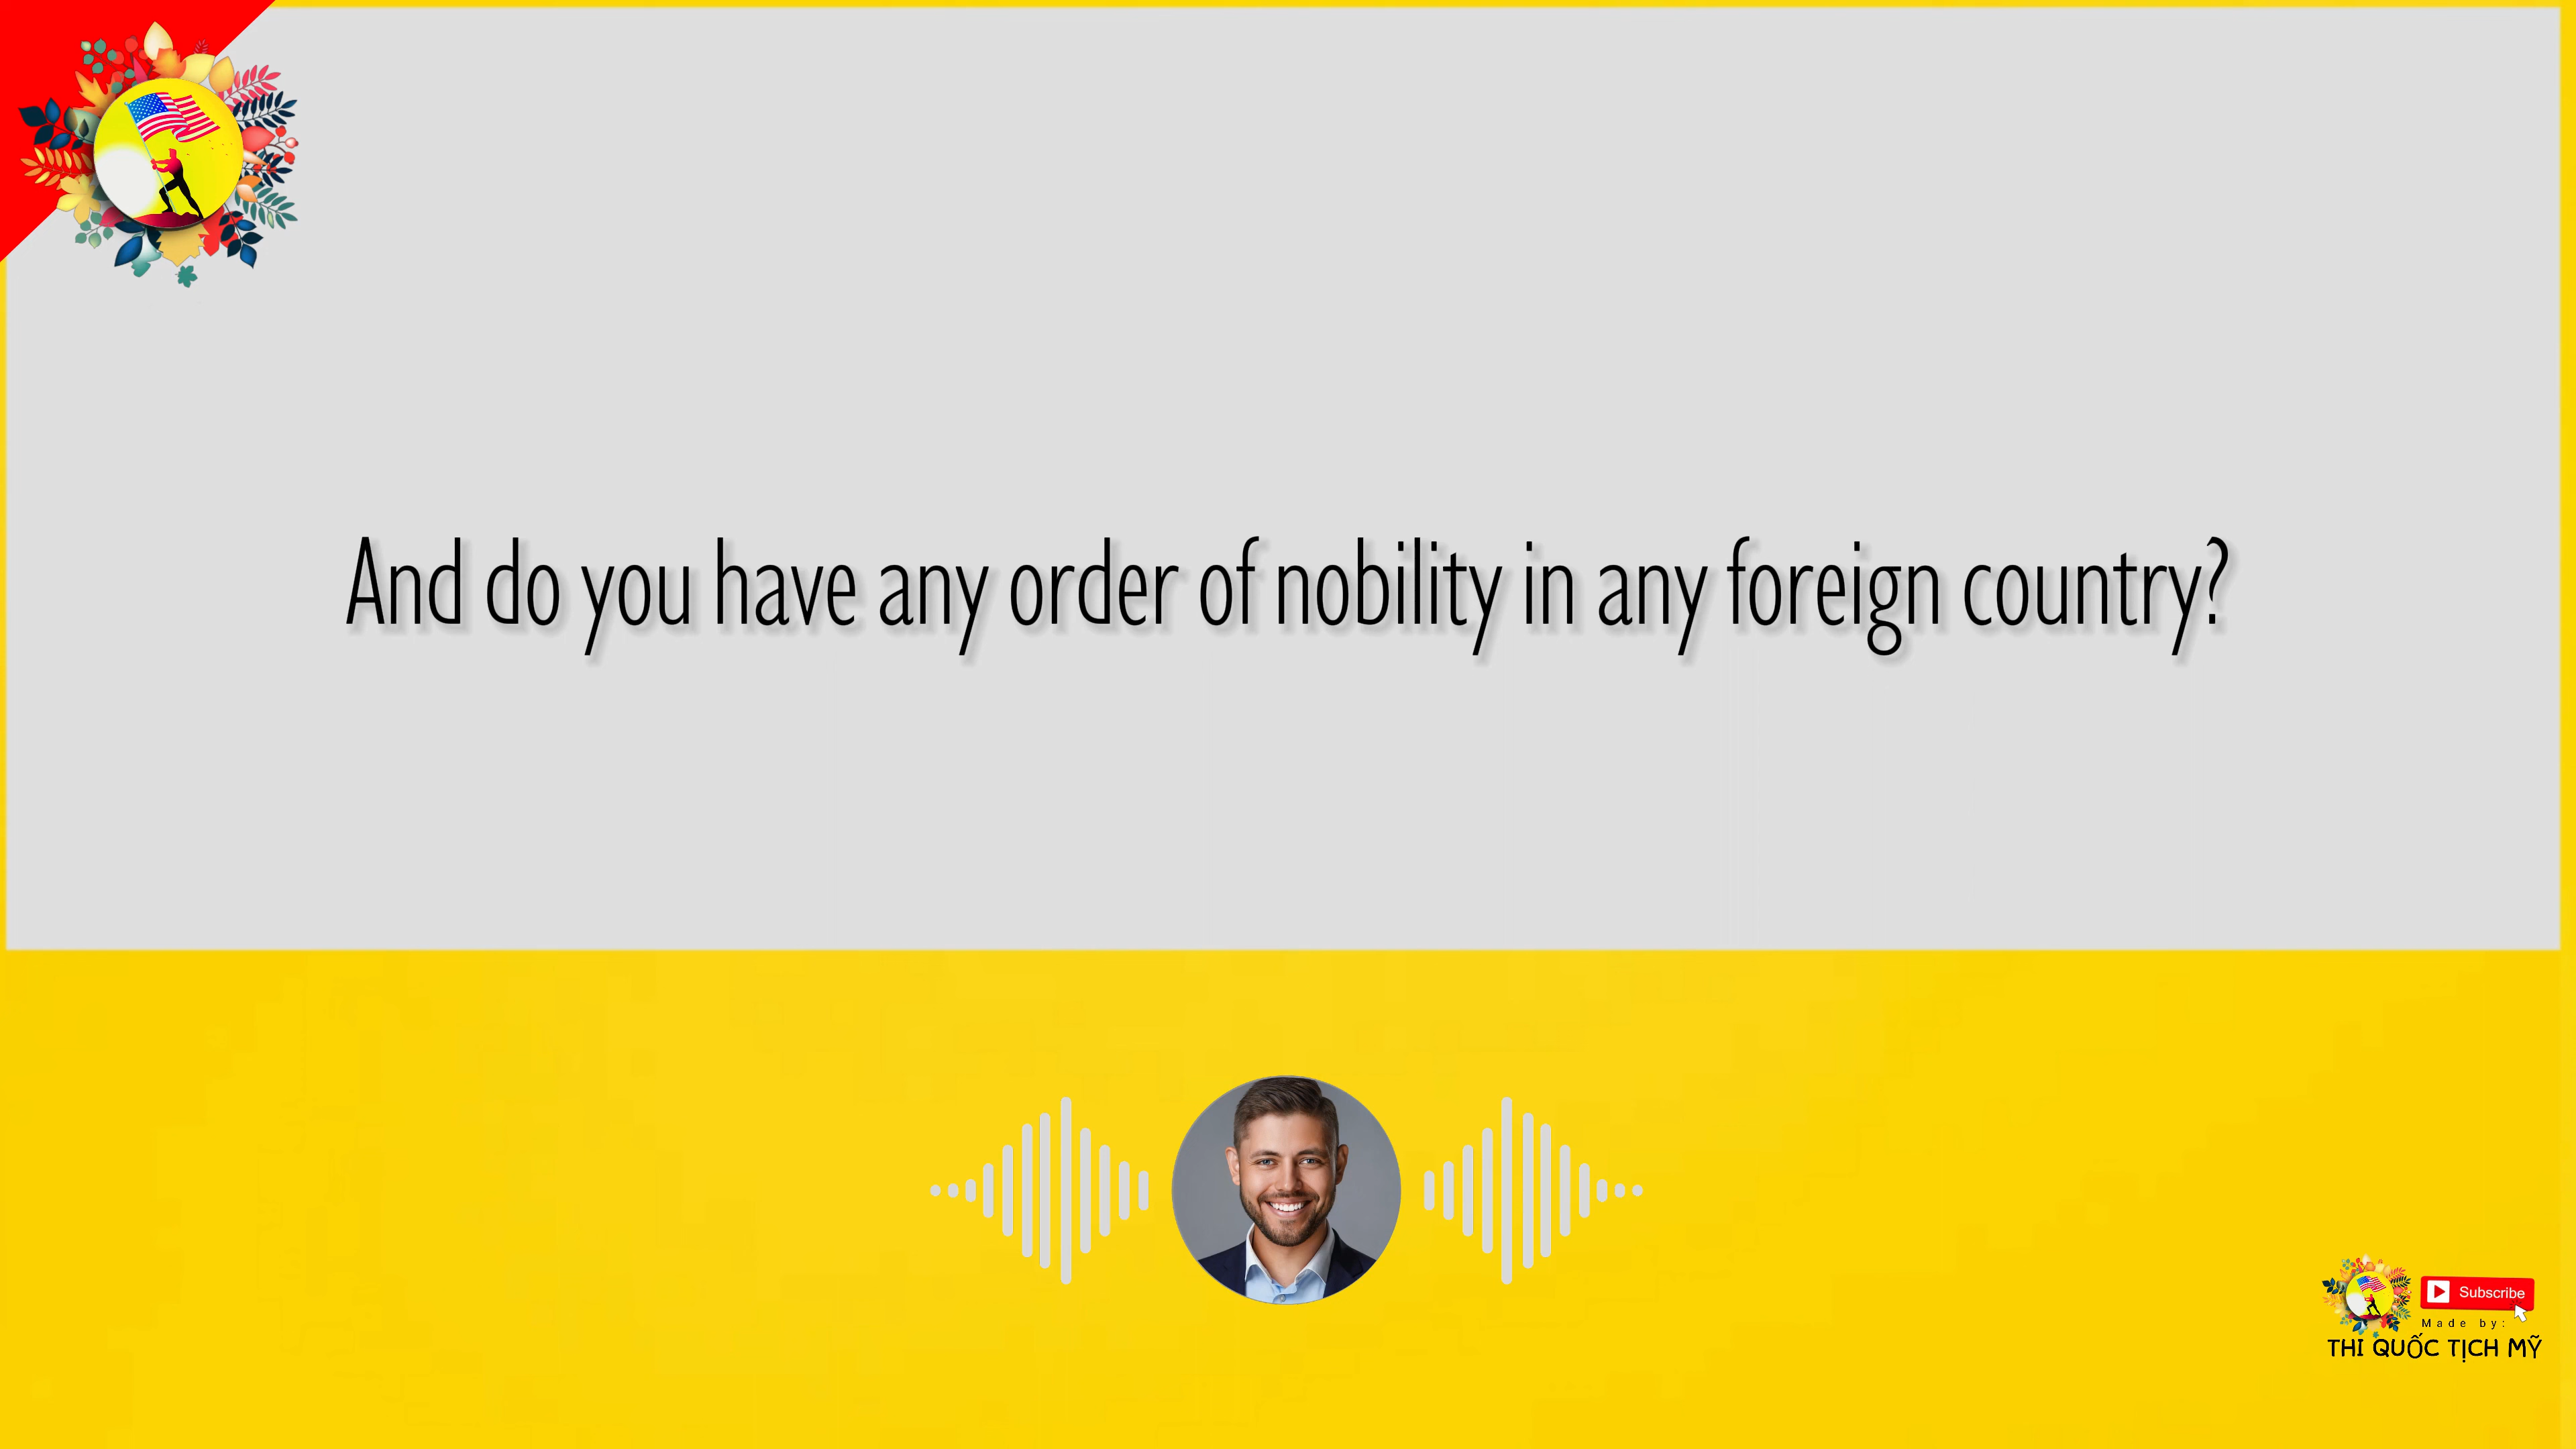 And do you have any order of nobility in any foreign country?
Subscribe
Made by:
THI QUỐC TỊCH MỸ